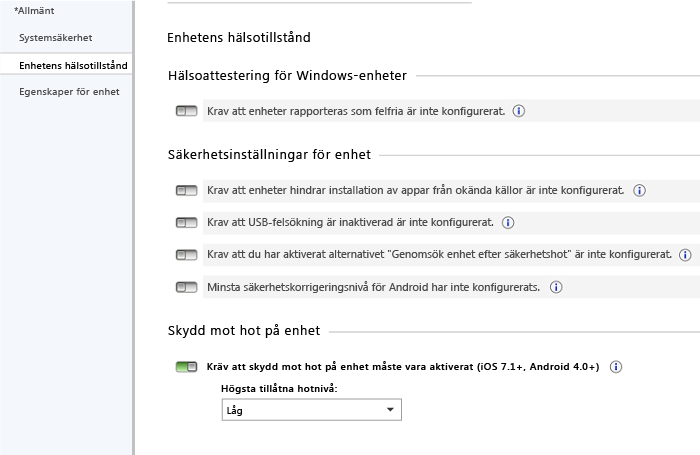 *Allmänt
Systemsäkerhet
Enhetens hälsotillstånd
Egenskaper för enhet
Enhetens hälsotillstånd
Hälsoattestering för Windows-enheter
Krav att enheter rapporteras som felfria är inte konfigurerat.
Säkerhetsinställningar för enhet
Krav att enheter hindrar installation av appar från okända källor är inte konfigurerat.
Krav att USB-felsökning är inaktiverad är inte konfigurerat.
Krav att du har aktiverat alternativet "Genomsök enhet efter säkerhetshot" är inte konfigurerat.
Minsta säkerhetskorrigeringsnivå för Android har inte konfigurerats.
Skydd mot hot på enhet
Kräv att skydd mot hot på enhet måste vara aktiverat (iOS 7.1+, Android 4.0+)
Högsta tillåtna hotnivå:
Låg